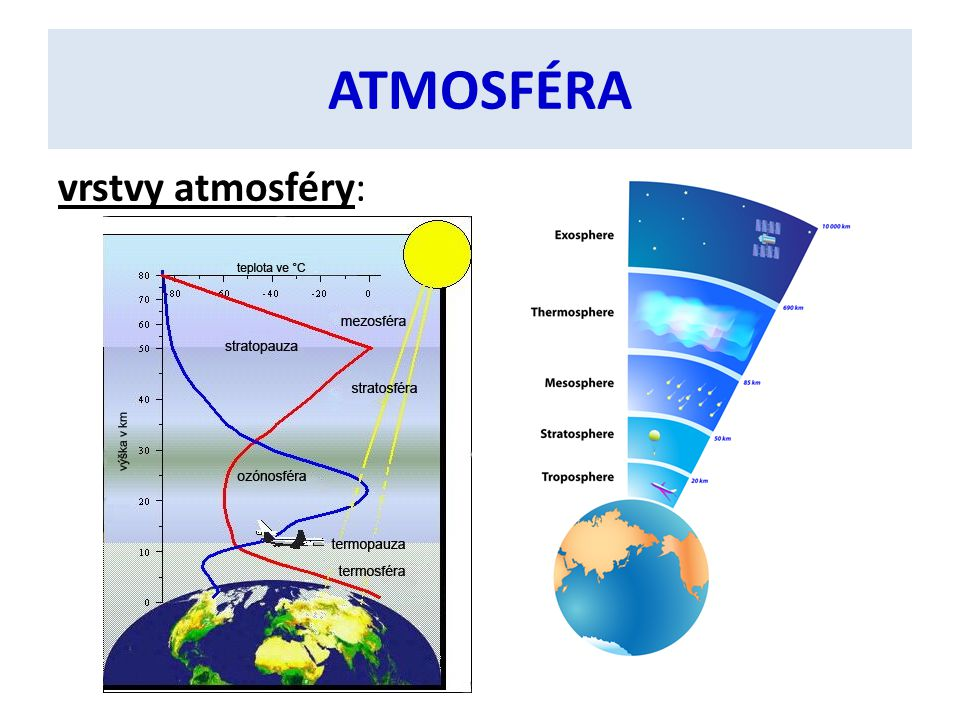 ATMOSFÉRA
vrstvy atmosféry:
teplota ve °C
80
-80
-60
-40
-20
0
70
60
50
40
30
20
10
0
výška v km
mezosféra
stratopauza
stratosféra
ozónosféra
termopauza
termosféra
Exosphere
10 000 km
Thermosphere
690 km
Mesosphere
85 km
Stratosphere
50 km
Troposphere
20 km